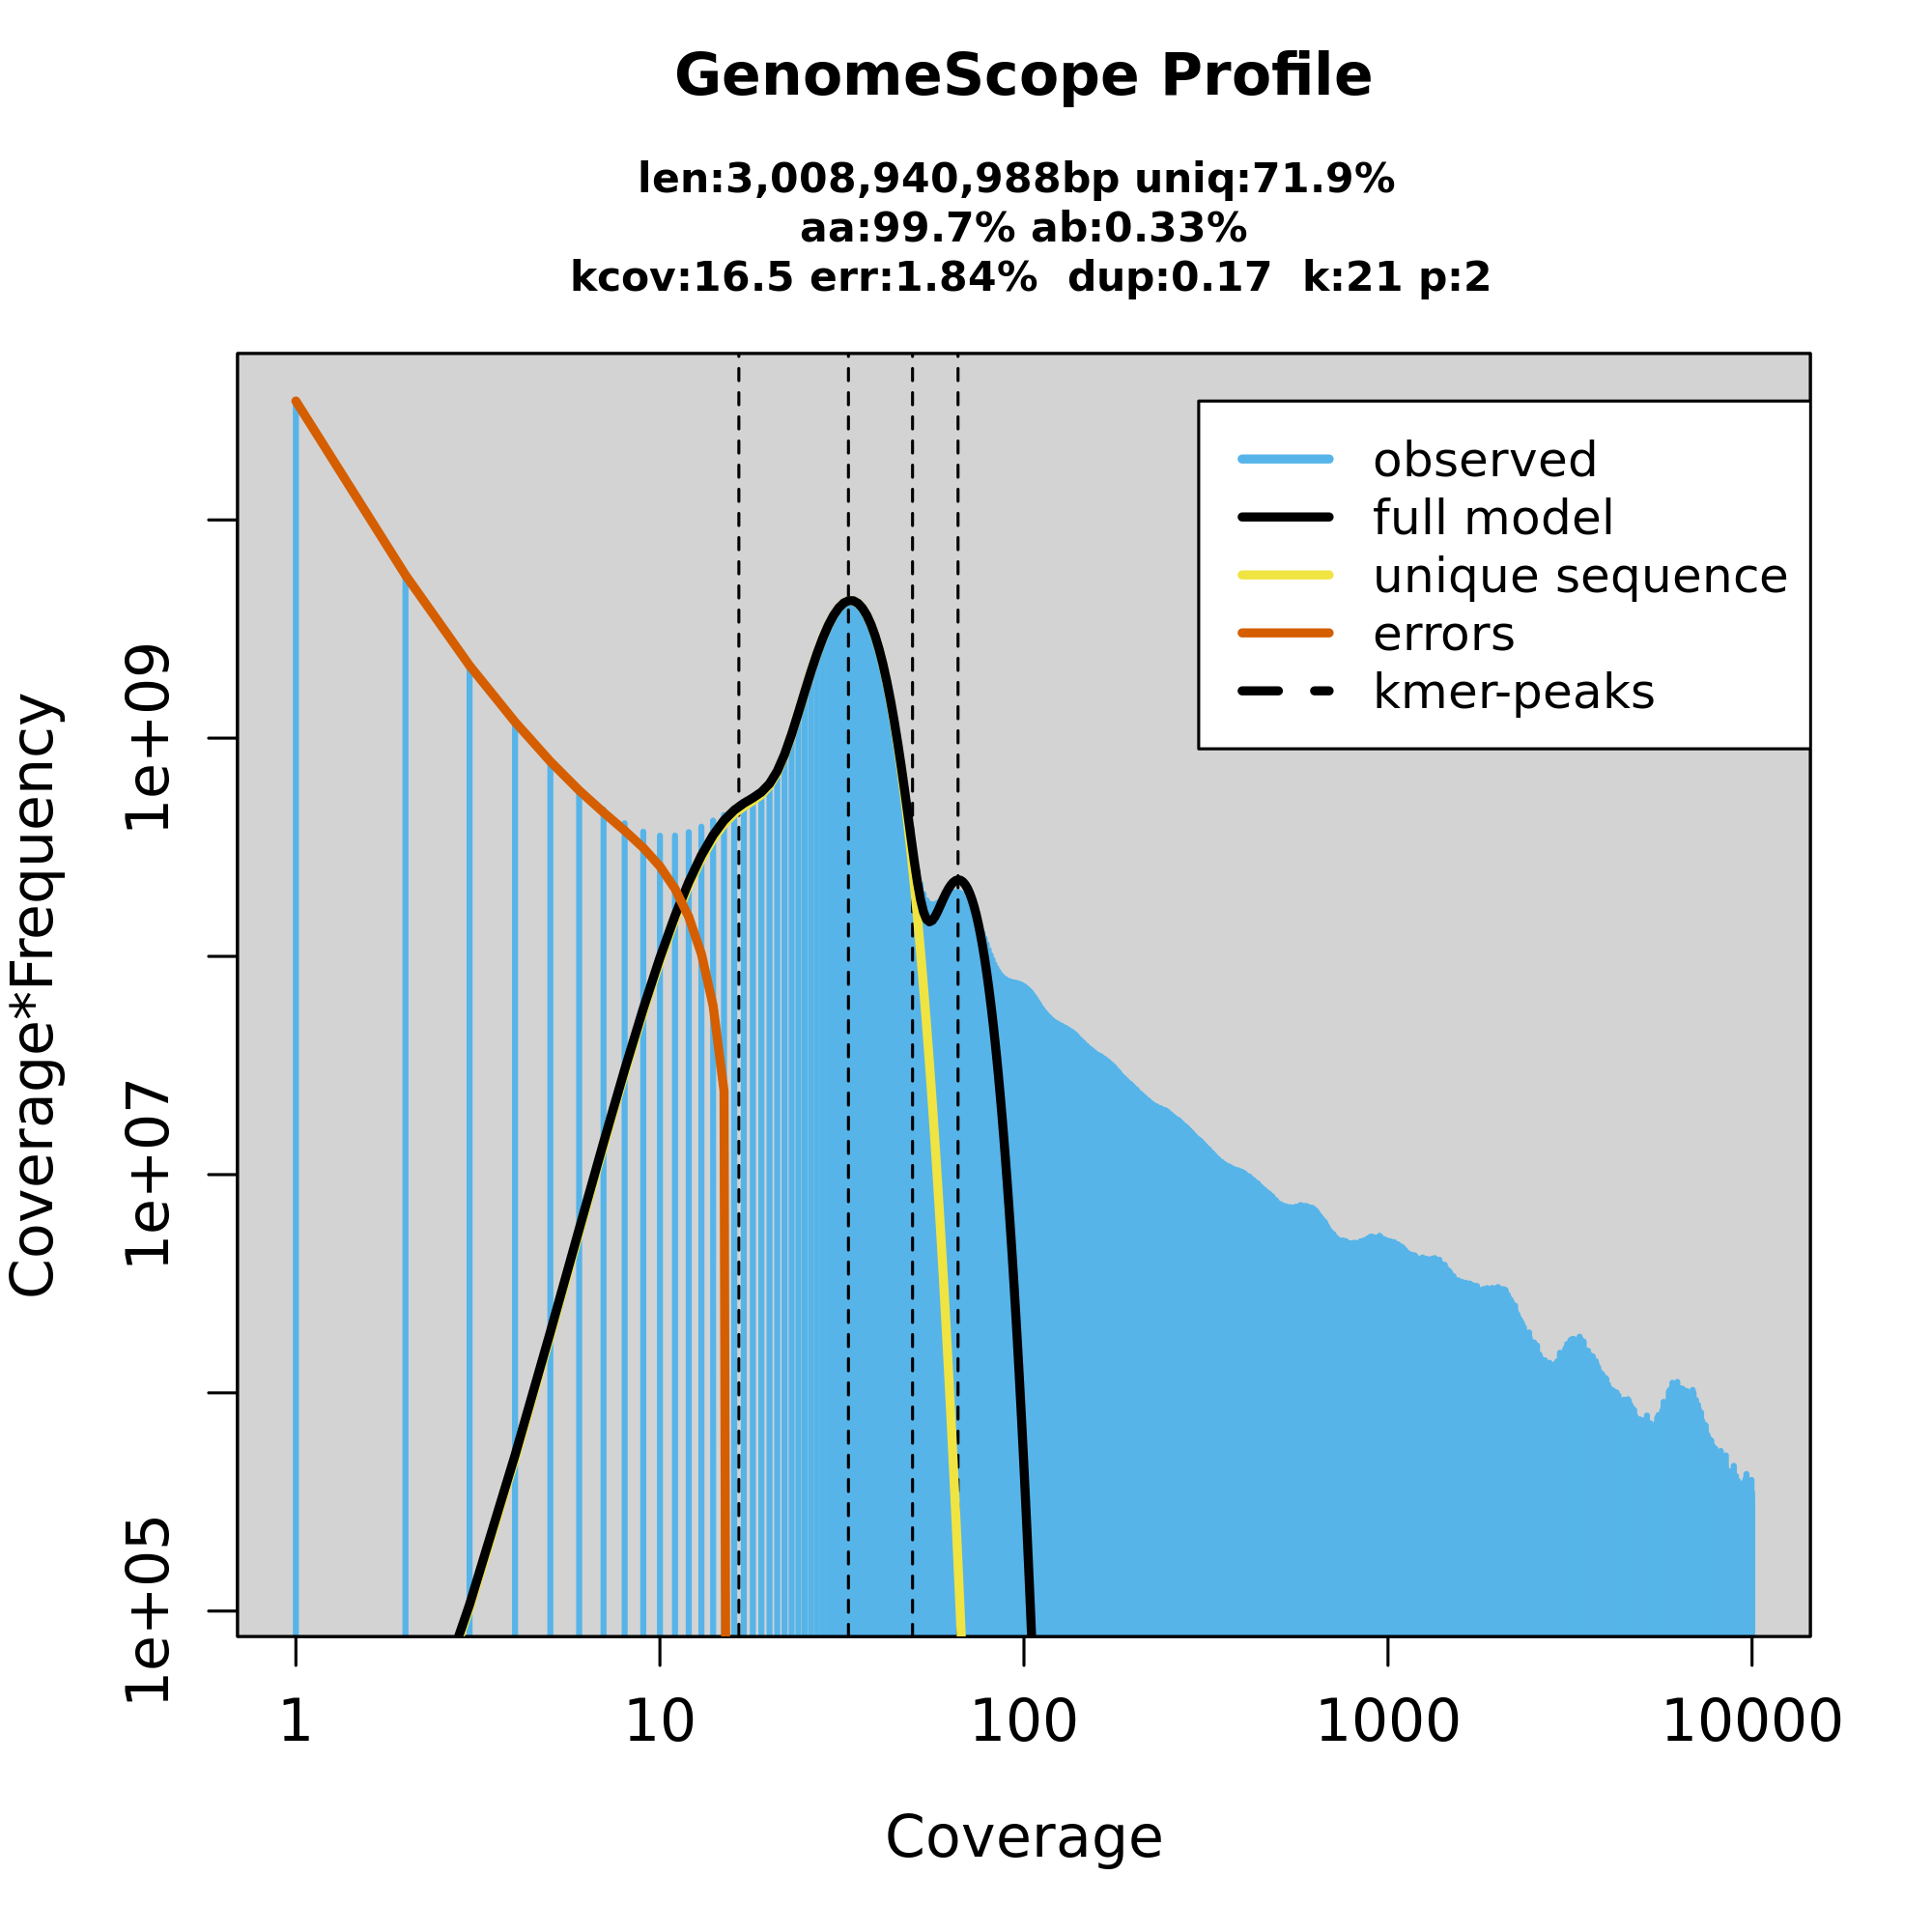 GenomeScope Profile
len:3,008,940,988bp uniq:71.9%
aa:99.7% ab:0.33%
kcov:16.5 err:1.84% dup:0.17 k:21 p:2
observed
full model
unique sequence
errors
kmer-peaks
Coverage*Frequency
1e+09
1e+07
1e+05
1 10 100 1000 10000
Coverage